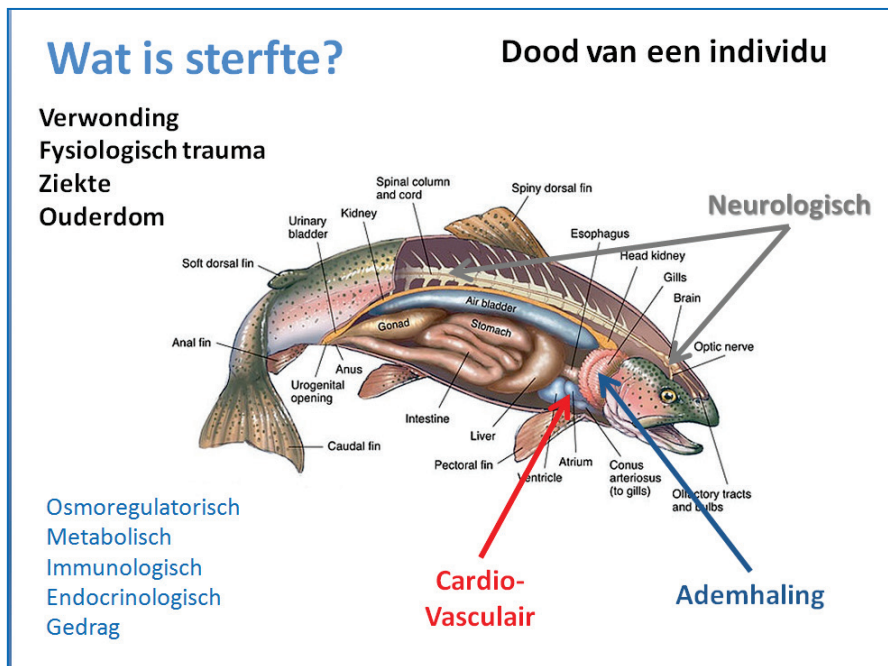 Wat is sterfte?
Dood van een individu
Verwonding
Fysiologisch trauma
Ziekte
Ouderdom
Spinal column
and cord
Spiny dorsal fin
Neurologisch
Kidney
Urinary
bladder
Esophagus
Head kidney
Soft dorsal fin
Gills
Brain
Air bladder
Gonad
Stomach
Optic nerve
Anal fin
Anus
Urogenital
opening
Intestine
Liver
Caudal fin
Pectoral fin
Ventricle
Atrium
Conus
arteriosus
(to gills)
Olfactory tracts
and bulbs
Osmoregulatorisch
Metabolisch
Immunologisch
Endocrinologisch
Gedrag
Cardio-
Vasculair
Ademhaling